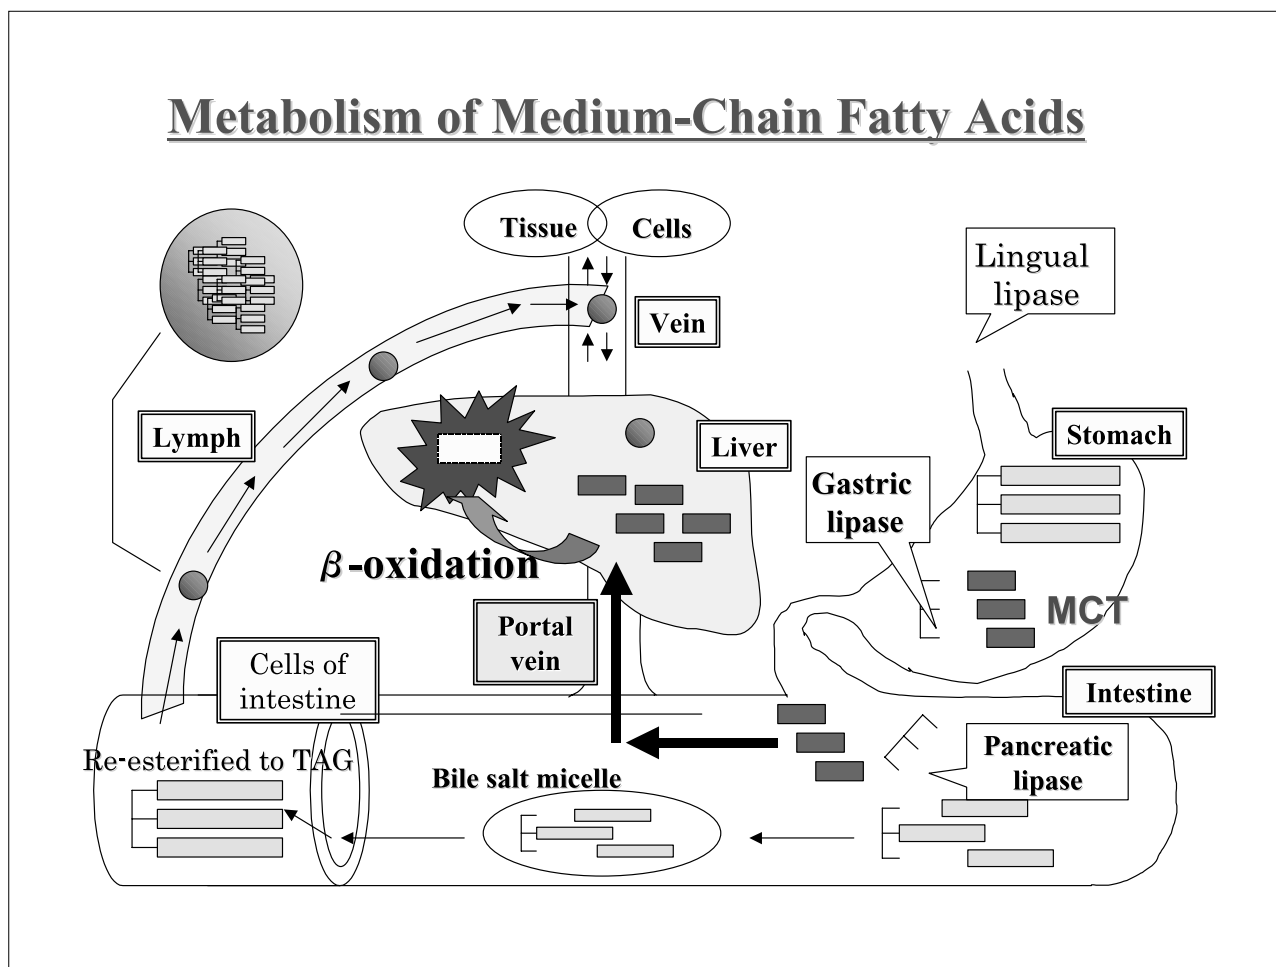 Metabolism of Medium-Chain Fatty Acids
Tissue
Cells
Lingual
lipase
Vein
Lymph
Liver
Stomach
Gastric
lipase
β-oxidation
MCT
Portal
vein
Cells of
intestine
Intestine
Re-esterified to TAG
Bile salt micelle
Pancreatic
lipase